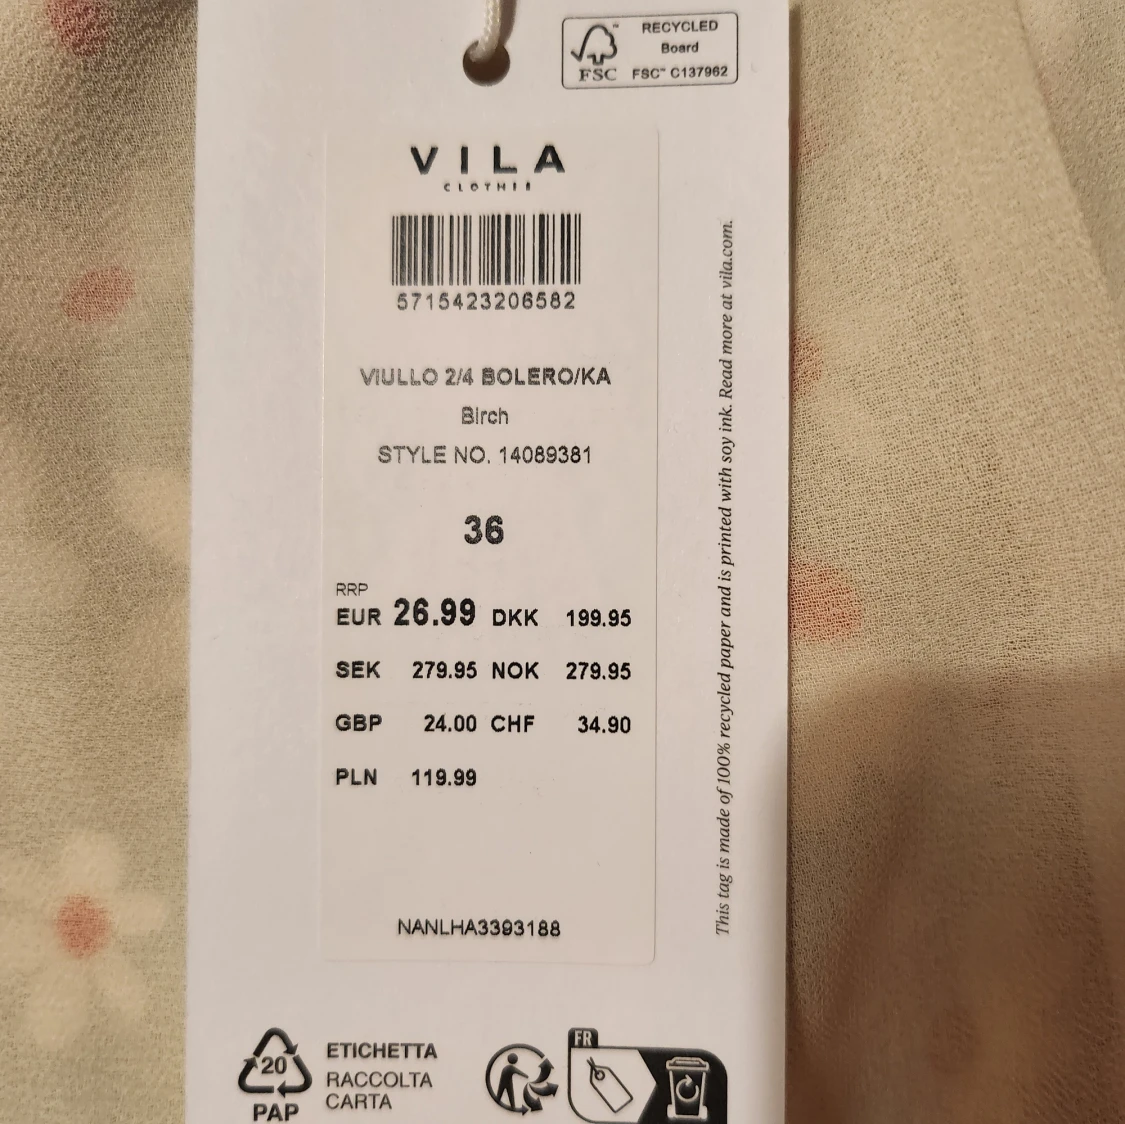 RECYCLED
Board
FSC™ FSC™ C137962
VILA
CLOTHES
5715423206582
VIULLO 2/4 BOLERO/KA
Birch
STYLE NO. 14089381
36
RRP
EUR 26.99 DKK 199.95
SEK 279.95 NOK 279.95
GBP 24.00 CHF 34.90
PLN 119.99
NANLHA3393188
This tag is made of 100% recycled paper and is printed with soy ink. Read more at vila.com.
20
PAP
ETICHETTA
RACCOLTA
CARTA
FR